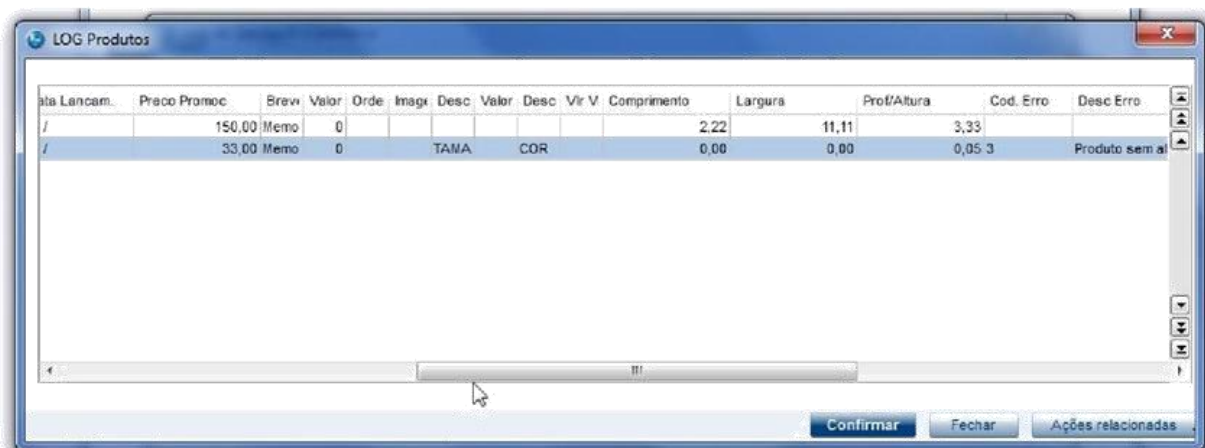 LOG Produtos
ata Lancam. Preco Promoc Brev Valor Orde Image Desc Valor Desc Vlr V Comprimento Largura Prof/Altura Cod. Erro Desc Erro
/ 150,00 Memo 0 2,22 11,11 3,33
/ 33,00 Memo 0 TAMA COR 0,00 0,00 0,05 3 Produto sem al
Confirmar Fechar Ações relacionadas